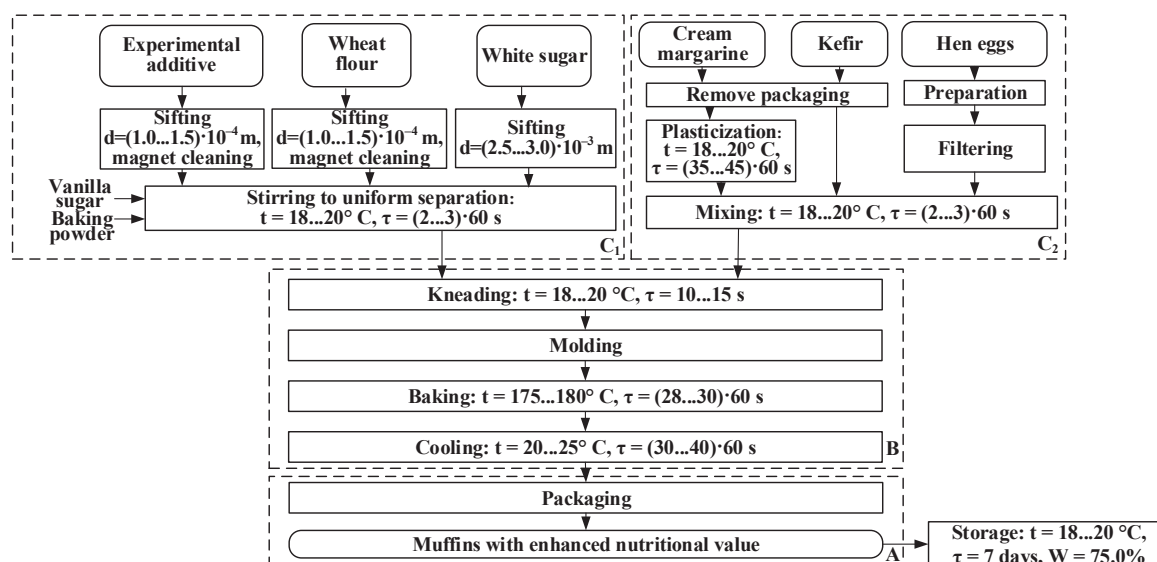 Experimental
additive
Wheat
flour
White sugar
Sifting
d=(1.0...1.5)·10⁻⁴ m,
magnet cleaning
Sifting
d=(1.0...1.5)·10⁻⁴ m,
magnet cleaning
Sifting
d=(2.5...3.0)·10⁻³ m
Vanilla
sugar
Baking
powder
Stirring to uniform separation:
t = 18...20° C, τ = (2...3)·60 s
C₁
Cream
margarine
Kefir
Hen eggs
Remove packaging
Preparation
Plasticization:
t = 18...20° C,
τ = (35...45)·60 s
Filtering
Mixing: t = 18...20° C, τ = (2...3)·60 s
C₂
Kneading: t = 18...20 °C, τ = 10...15 s
Molding
Baking: t = 175...180° C, τ = (28...30)·60 s
Cooling: t = 20...25° C, τ = (30...40)·60 s
B
Packaging
Muffins with enhanced nutritional value
A
Storage: t = 18...20 °C,
τ = 7 days, W = 75.0%